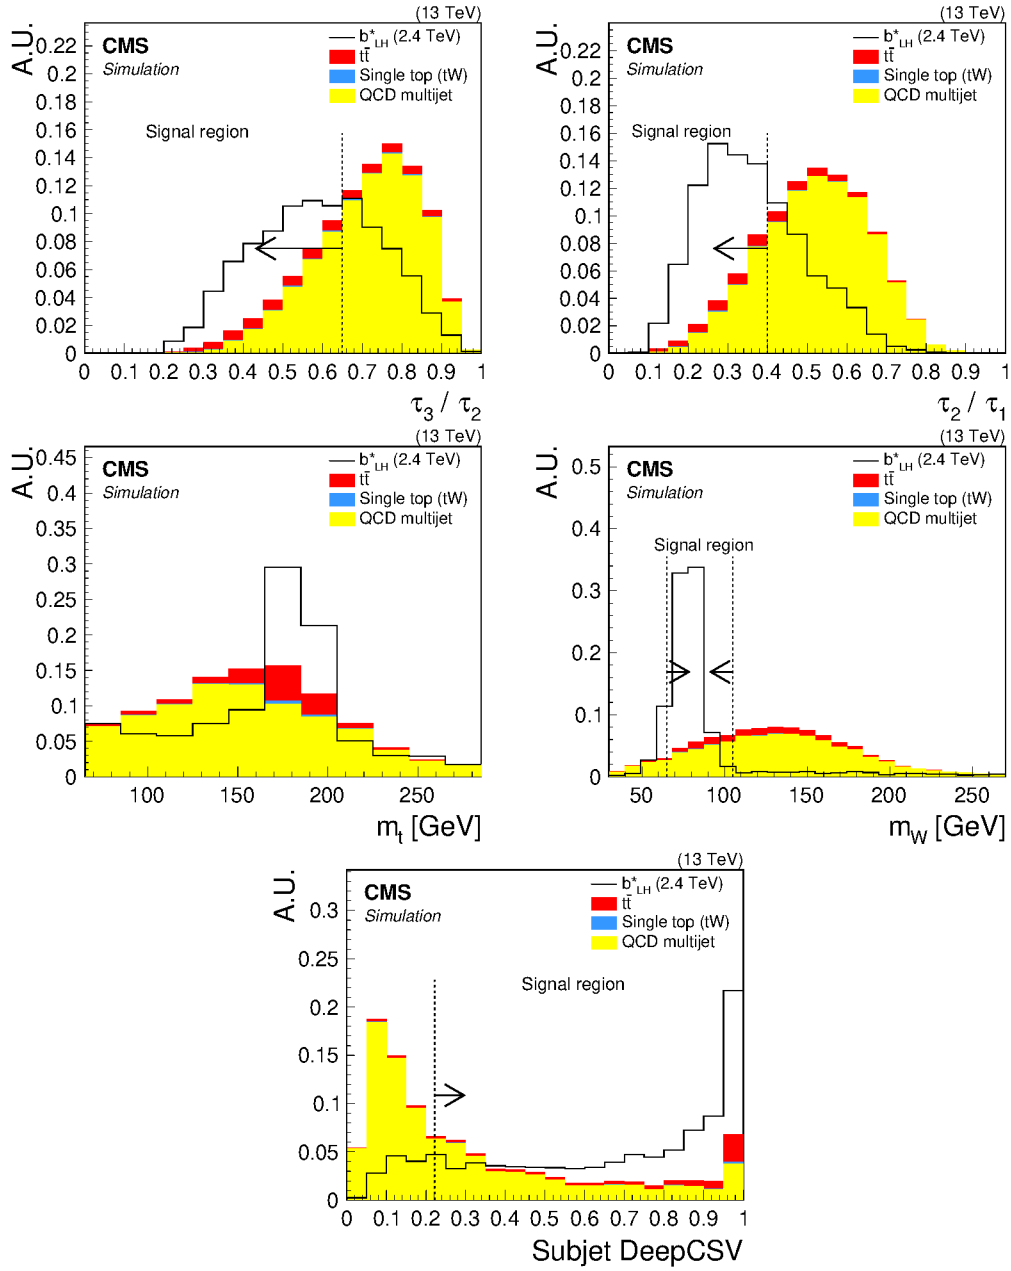 (13 TeV)
A.U.
CMS
Simulation
b*LH (2.4 TeV)
tt̄
Single top (tW)
QCD multijet
Signal region
0.22
0.2
0.18
0.16
0.14
0.12
0.1
0.08
0.06
0.04
0.02
0
0 0.1 0.2 0.3 0.4 0.5 0.6 0.7 0.8 0.9 1
τ3 / τ2
(13 TeV)
A.U.
CMS
Simulation
b*LH (2.4 TeV)
tt̄
Single top (tW)
QCD multijet
Signal region
0.22
0.2
0.18
0.16
0.14
0.12
0.1
0.08
0.06
0.04
0.02
0
0 0.1 0.2 0.3 0.4 0.5 0.6 0.7 0.8 0.9 1
τ2 / τ1
(13 TeV)
A.U.
CMS
Simulation
b*LH (2.4 TeV)
tt̄
Single top (tW)
QCD multijet
0.45
0.4
0.35
0.3
0.25
0.2
0.15
0.1
0.05
0
100 150 200 250
mt [GeV]
(13 TeV)
A.U.
CMS
Simulation
b*LH (2.4 TeV)
tt̄
Single top (tW)
QCD multijet
Signal region
0.5
0.4
0.3
0.2
0.1
0
50 100 150 200 250
mW [GeV]
(13 TeV)
A.U.
CMS
Simulation
b*LH (2.4 TeV)
tt̄
Single top (tW)
QCD multijet
Signal region
0.3
0.25
0.2
0.15
0.1
0.05
0
0 0.1 0.2 0.3 0.4 0.5 0.6 0.7 0.8 0.9 1
Subjet DeepCSV